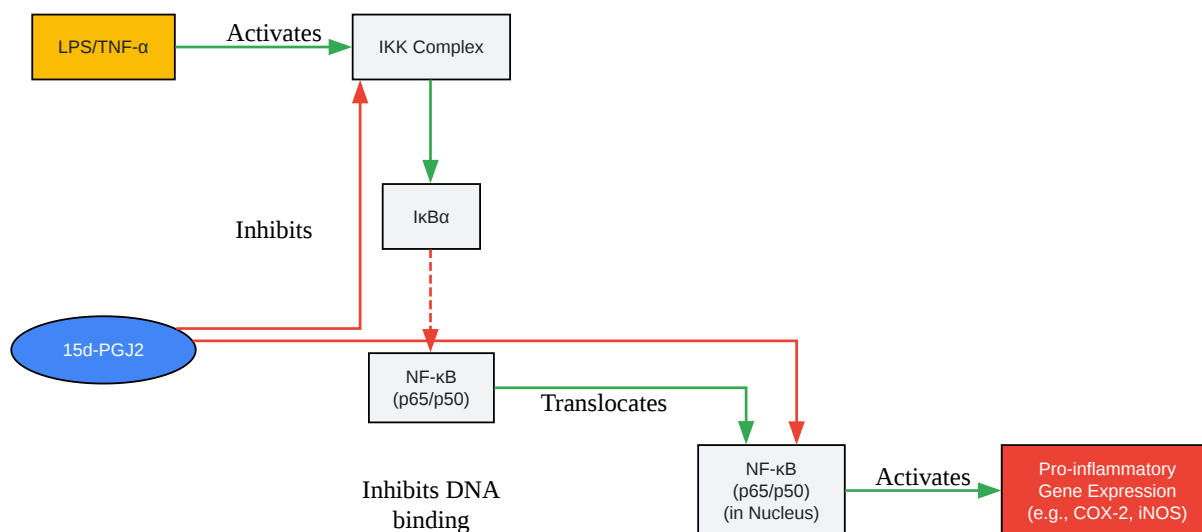 LPS/TNF-α
Activates
IKK Complex
IκBα
Inhibits
15d-PGJ2
NF-κB
(p65/p50)
Translocates
Inhibits DNA
binding
NF-κB
(p65/p50)
(in Nucleus)
Activates
Pro-inflammatory
Gene Expression
(e.g., COX-2, iNOS)